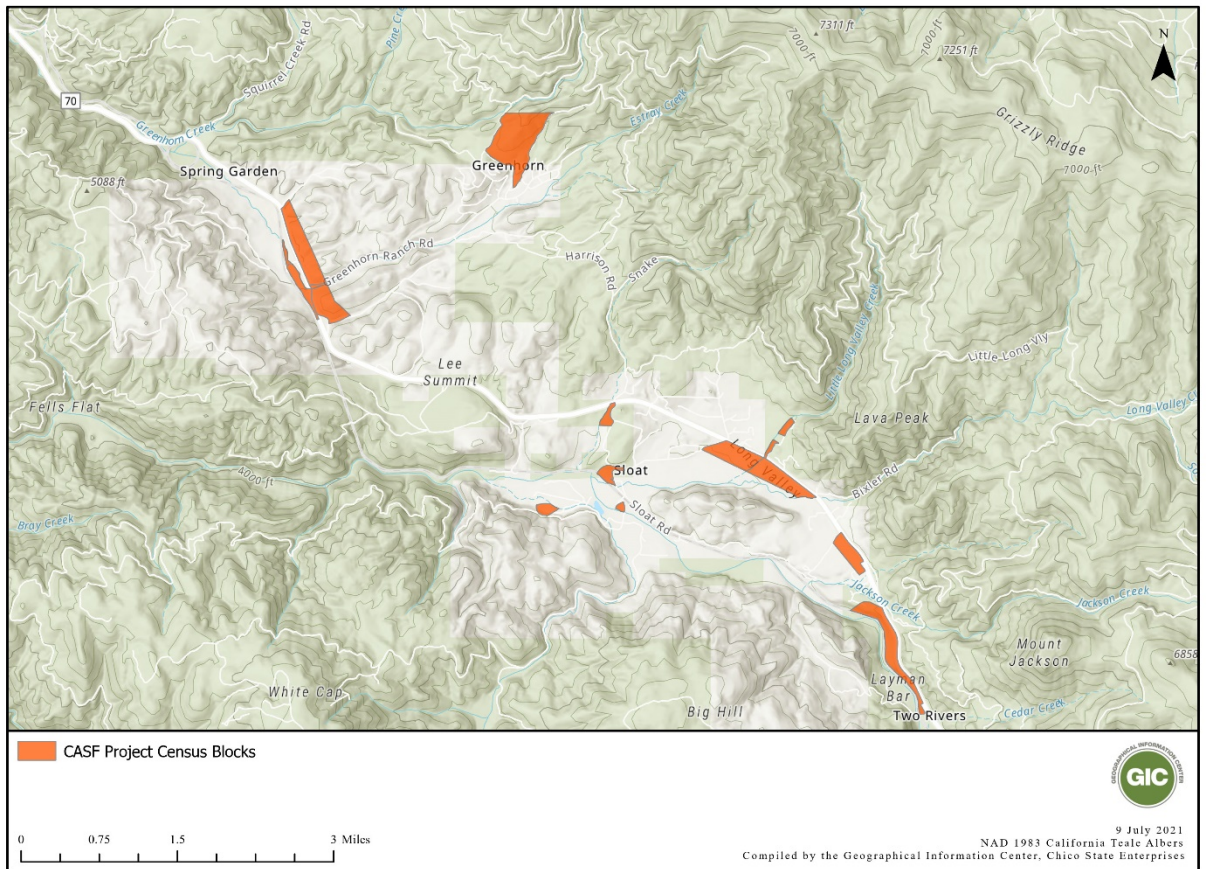 7311 ft
7000 ft
7000 ft
7251 ft
N
Pine Creek
Squirrel Creek Rd
70
Greenhorn Creek
Estray Creek
Grizzly Ridge
7000 ft
Spring Garden
Greenhorn
5088 ft
Greenhorn Ranch Rd
Harrison Rd
Snake
Little Long Valley Creek
Little Long Vly
Lee
Summit
Fells Flat
Lava Peak
Long Valley
4000 ft
Sloat
Long Valley
Bixler Rd
Bray Creek
Sloat Rd
Jackson Creek
Jackson Creek
Mount
Jackson
6858
White Cap
Layman
Bar
Big Hill
Two Rivers
Cedar Creek
CASF Project Census Blocks
GEOGRAPHICAL INFORMATION CENTER
GIC
0 0.75 1.5 3 Miles
9 July 2021
NAD 1983 California Teale Albers
Compiled by the Geographical Information Center, Chico State Enterprises